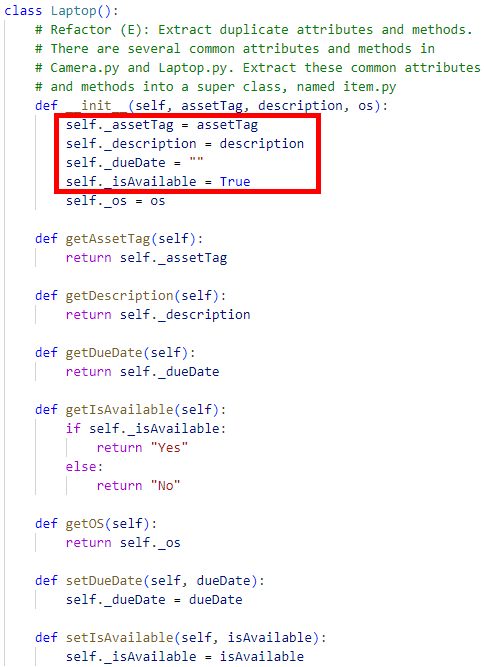 class Laptop():
    # Refactor (E): Extract duplicate attributes and methods.
    # There are several common attributes and methods in
    # Camera.py and Laptop.py. Extract these common attributes
    # and methods into a super class, named item.py
    def __init__(self, assetTag, description, os):
        self._assetTag = assetTag
        self._description = description
        self._dueDate = ""
        self._isAvailable = True
        self._os = os
    def getAssetTag(self):
        return self._assetTag
    def getDescription(self):
        return self._description
    def getDueDate(self):
        return self._dueDate
    def getIsAvailable(self):
        if self._isAvailable:
            return "Yes"
        else:
            return "No"
    def getOS(self):
        return self._os
    def setDueDate(self, dueDate):
        self._dueDate = dueDate
    def setIsAvailable(self, isAvailable):
        self._isAvailable = isAvailable